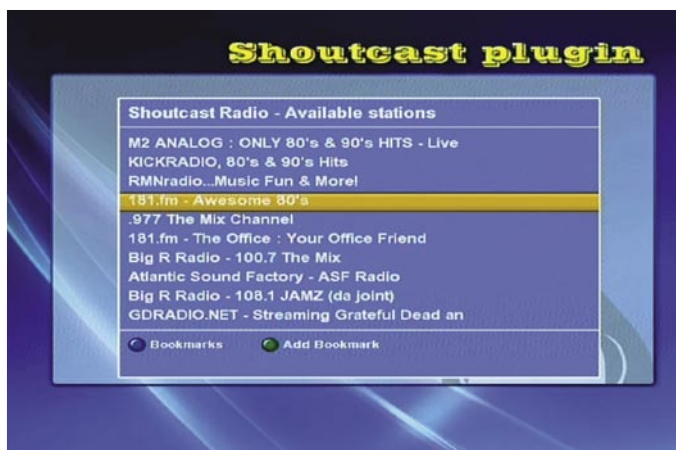 Shoutcast plugin
Shoutcast Radio - Available stations
M2 ANALOG : ONLY 80's & 90's HITS - Live
KICKRADIO, 80's & 90's Hits
RMNradio...Music Fun & More!
181.fm - Awesome 80's
.977 The Mix Channel
181.fm - The Office : Your Office Friend
Big R Radio - 100.7 The Mix
Atlantic Sound Factory - ASF Radio
Big R Radio - 108.1 JAMZ (da joint)
GDRADIO.NET - Streaming Grateful Dead an
Bookmarks Add Bookmark